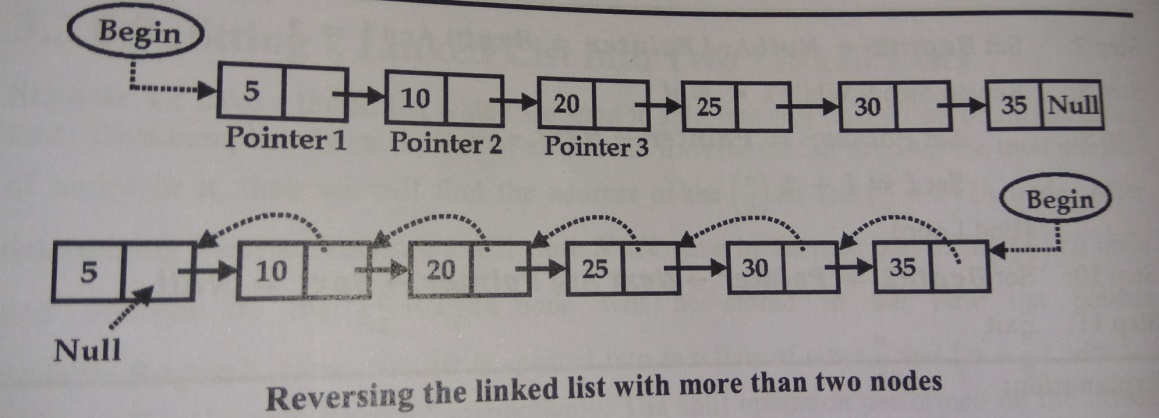 Begin
5 10 20 25 30 35 Null
Pointer 1 Pointer 2 Pointer 3
Begin
5 10 20 25 30 35
Null
Reversing the linked list with more than two nodes